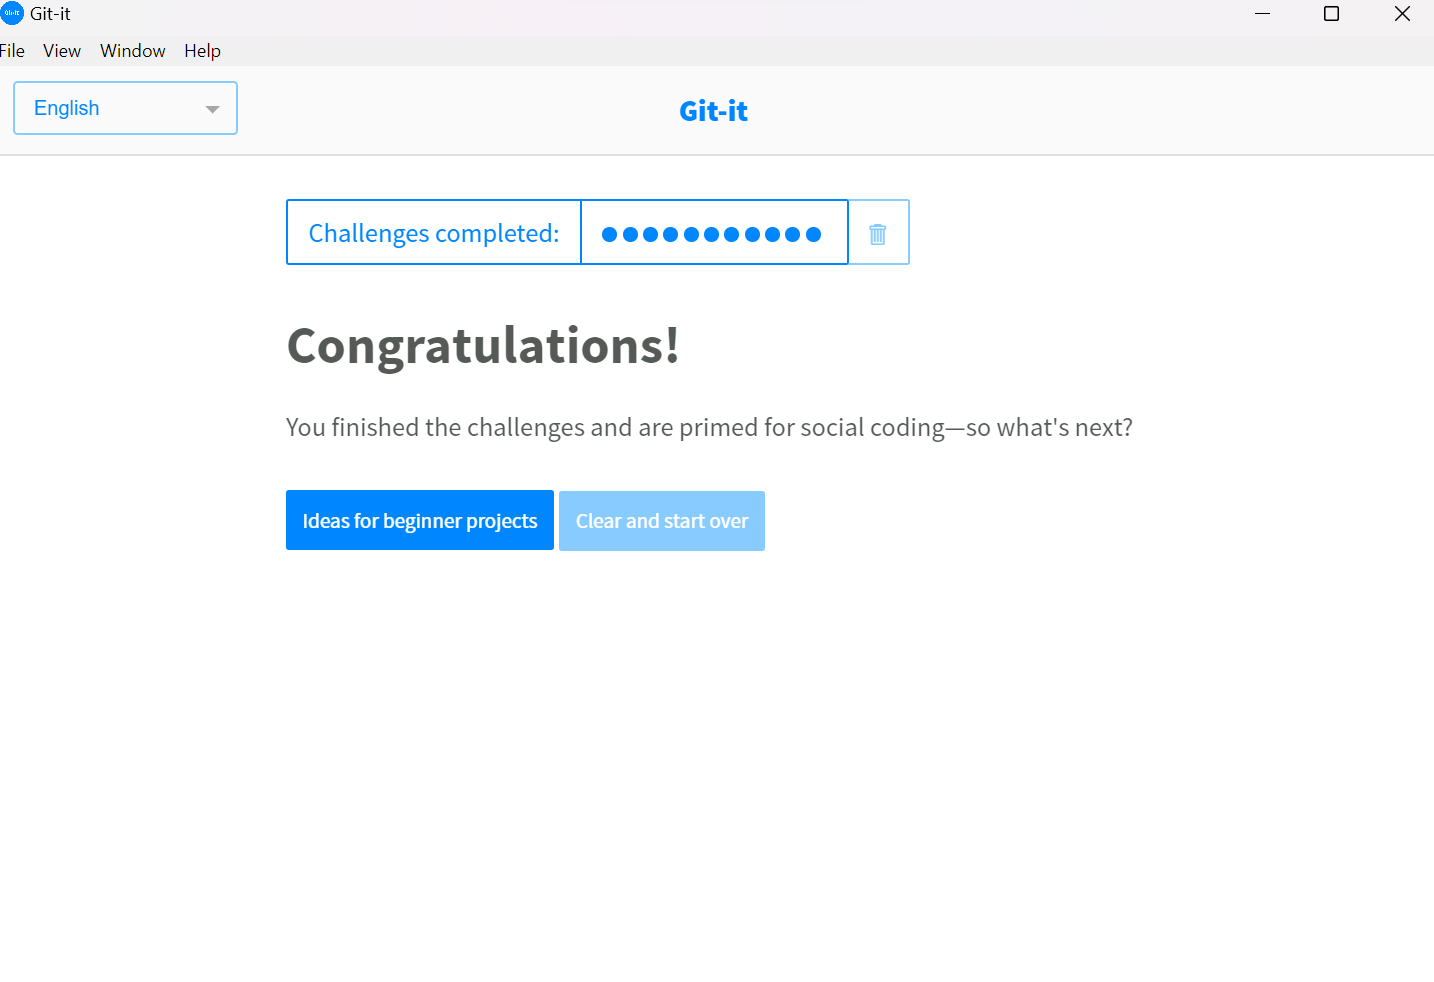 Git-it
File View Window Help
English
Git-it
Challenges completed:
Congratulations!
You finished the challenges and are primed for social coding—so what's next?
Ideas for beginner projects Clear and start over